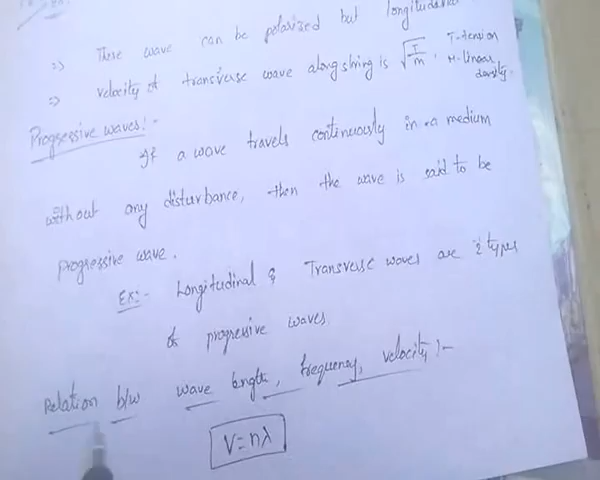 => These wave can be polarized but longitudinal
=> velocity of transverse wave along string is √T/m . T-tension
M-linear
density.
Progressive waves:-
If a wave travels continuously in a medium
without any disturbance, then the wave is said to be
progressive wave.
Ex:- Longitudinal & Transverse waves are 2 types
of progressive waves.
Relation b/w wave length, frequency, velocity:-
V=nλ